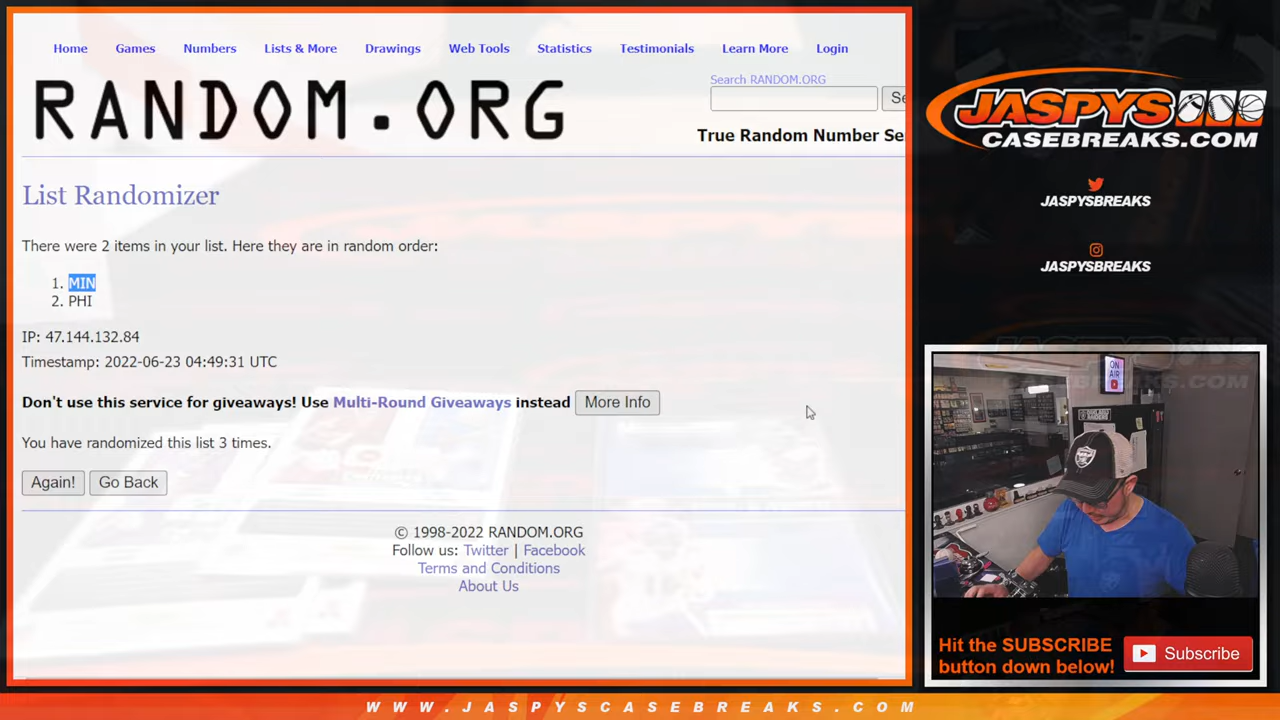 Home Games Numbers Lists & More Drawings Web Tools Statistics Testimonials Learn More Login
Search RANDOM.ORG
RANDOM.ORG
Se
True Random Number Se
List Randomizer
There were 2 items in your list. Here they are in random order:
1. MIN
2. PHI
IP: 47.144.132.84
Timestamp: 2022-06-23 04:49:31 UTC
Don't use this service for giveaways! Use Multi-Round Giveaways instead More Info
You have randomized this list 3 times.
Again! Go Back
© 1998-2022 RANDOM.ORG
Follow us: Twitter | Facebook
Terms and Conditions
About Us
JASPYS
CASEBREAKS.COM
JASPYSBREAKS
JASPYSBREAKS
ON
AIR
Hit the SUBSCRIBE
button down below!
Subscribe
WWW.JASPYSCASEBREAKS.COM